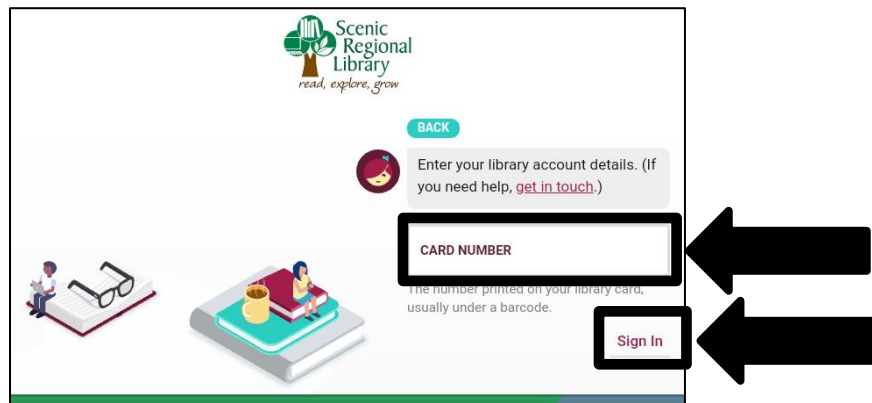 Scenic
Regional
Library
read, explore, grow
BACK
Enter your library account details. (If
you need help, get in touch.)
CARD NUMBER
The number printed on your library card,
usually under a barcode.
Sign In